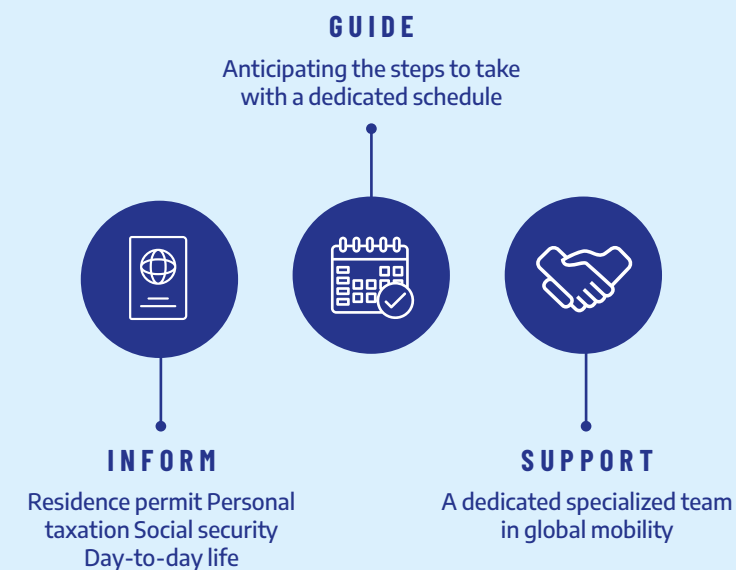 GUIDE
Anticipating the steps to take
with a dedicated schedule
INFORM
Residence permit Personal
taxation Social security
Day-to-day life
SUPPORT
A dedicated specialized team
in global mobility